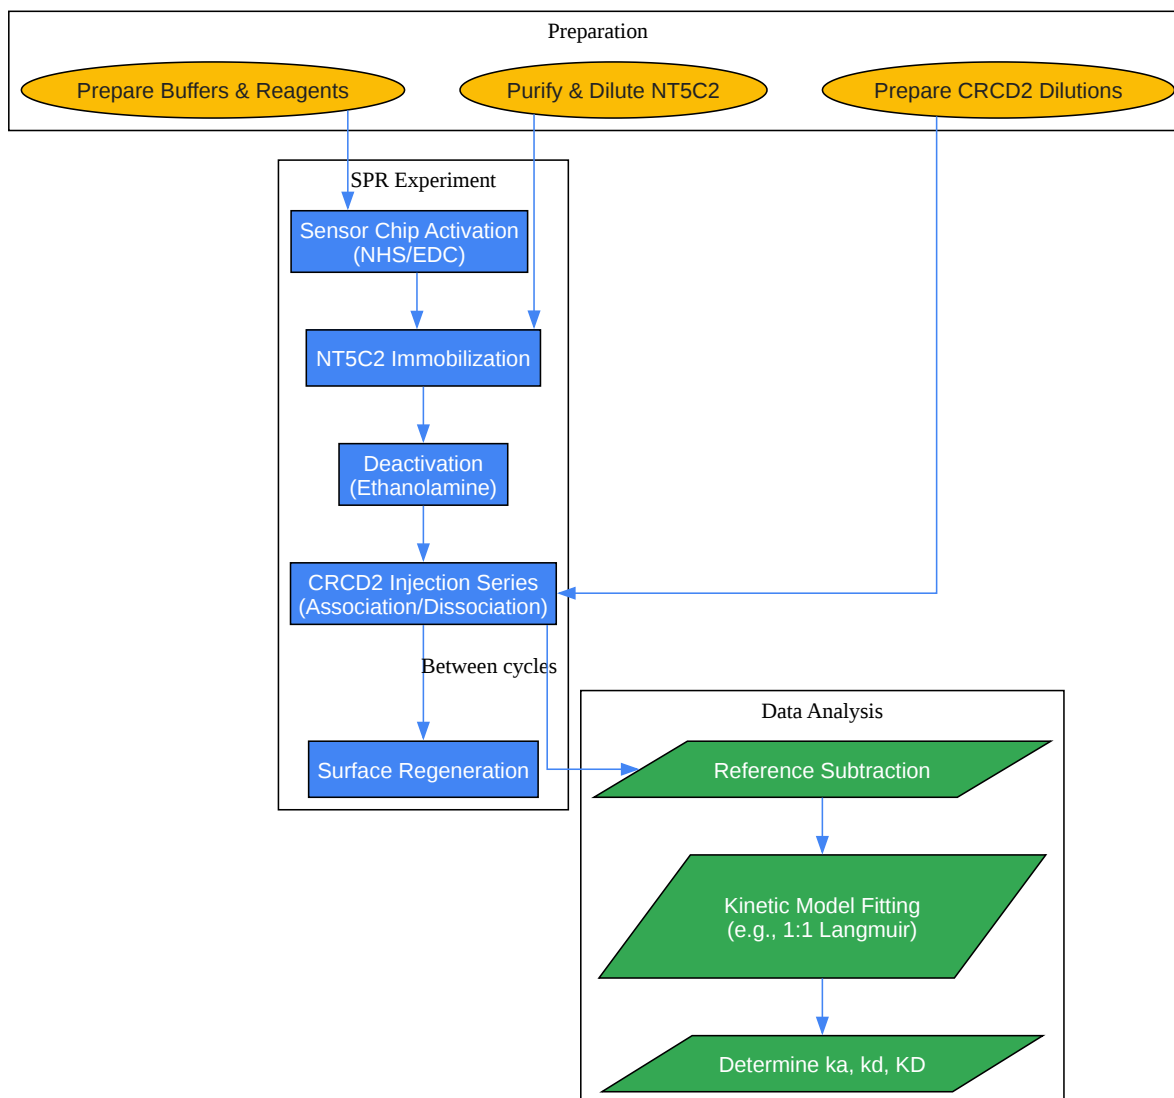 Preparation
Prepare Buffers & Reagents
Purify & Dilute NT5C2
Prepare CRCD2 Dilutions
SPR Experiment
Sensor Chip Activation
(NHS/EDC)
NT5C2 Immobilization
Deactivation
(Ethanolamine)
CRCD2 Injection Series
(Association/Dissociation)
Between cycles
Surface Regeneration
Data Analysis
Reference Subtraction
Kinetic Model Fitting
(e.g., 1:1 Langmuir)
Determine ka, kd, KD